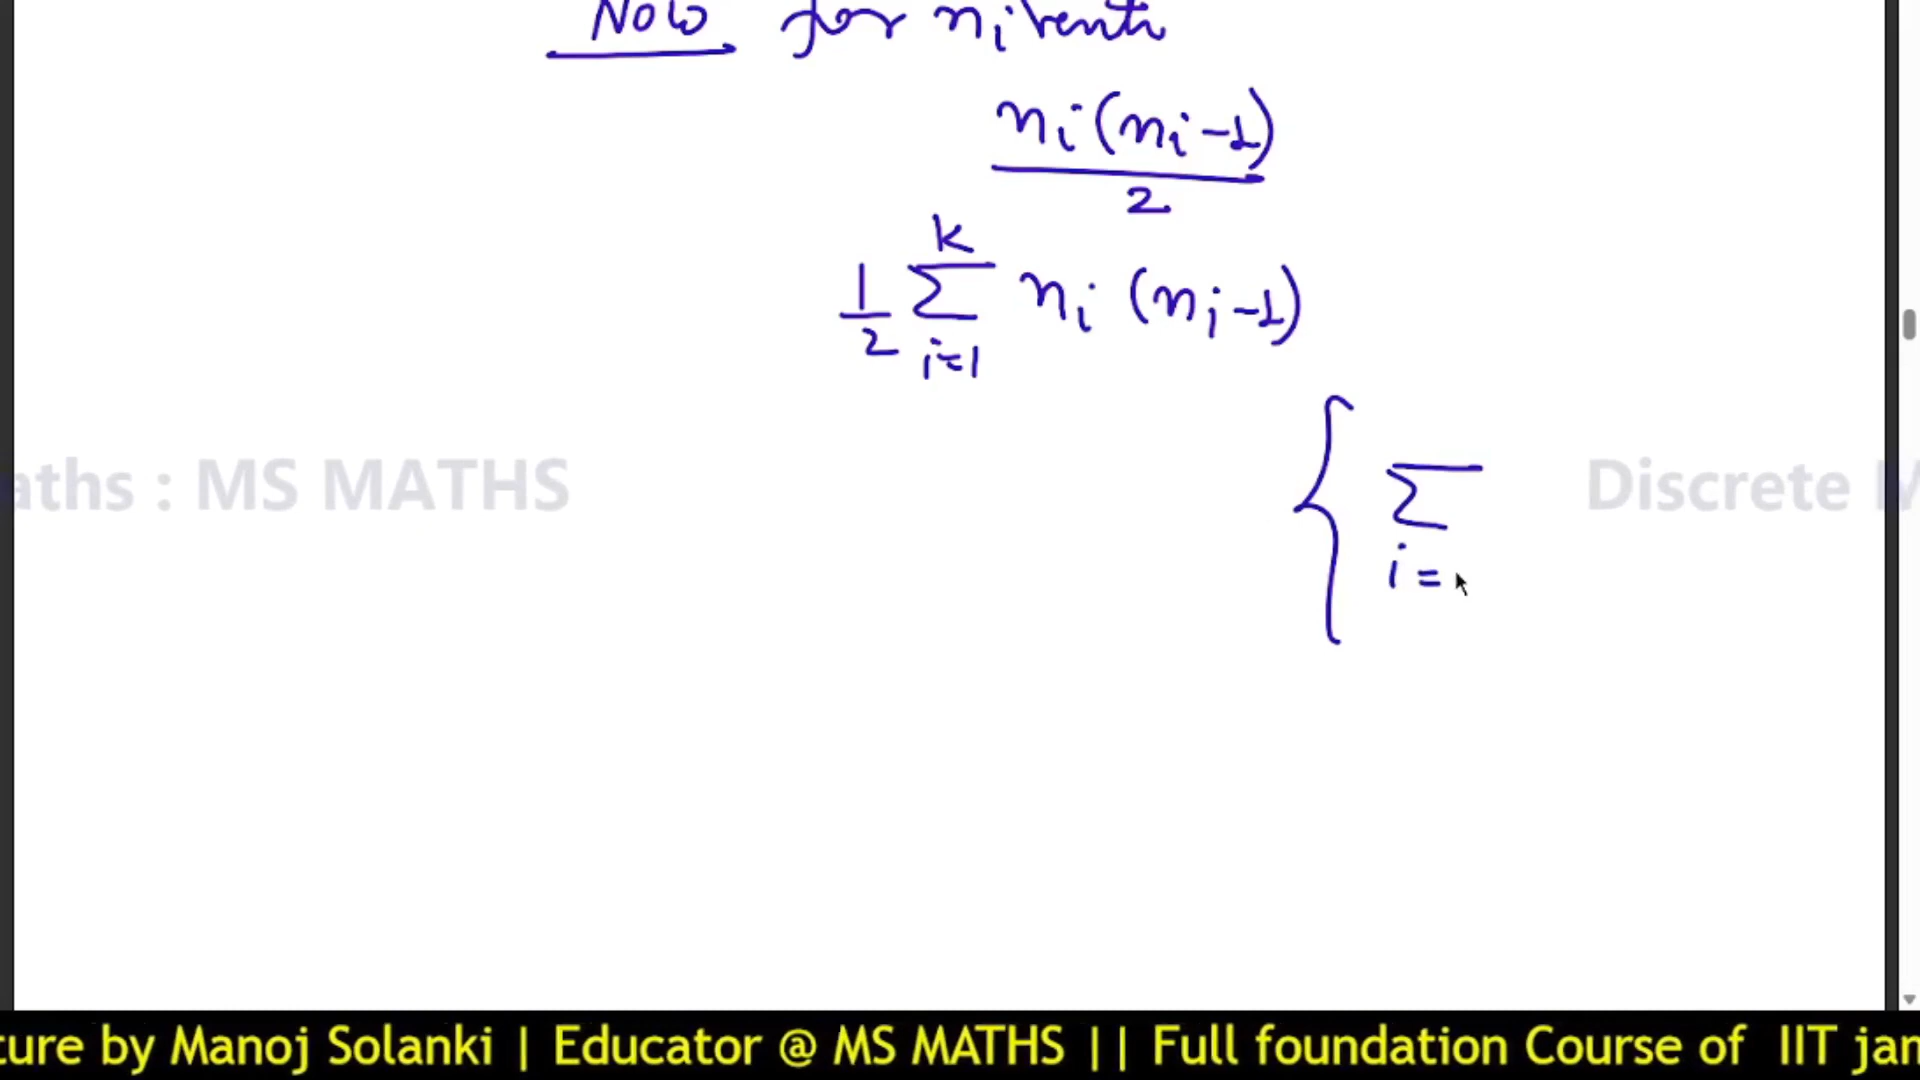 Now for nᵢ
nᵢ(nᵢ-1)
2
k
1/2 Σ nᵢ (nᵢ-1)
i=1
{ Σ
i =
aths : MS MATHS Discrete M
ture by Manoj Solanki | Educator @ MS MATHS || Full foundation Course of IIT jam